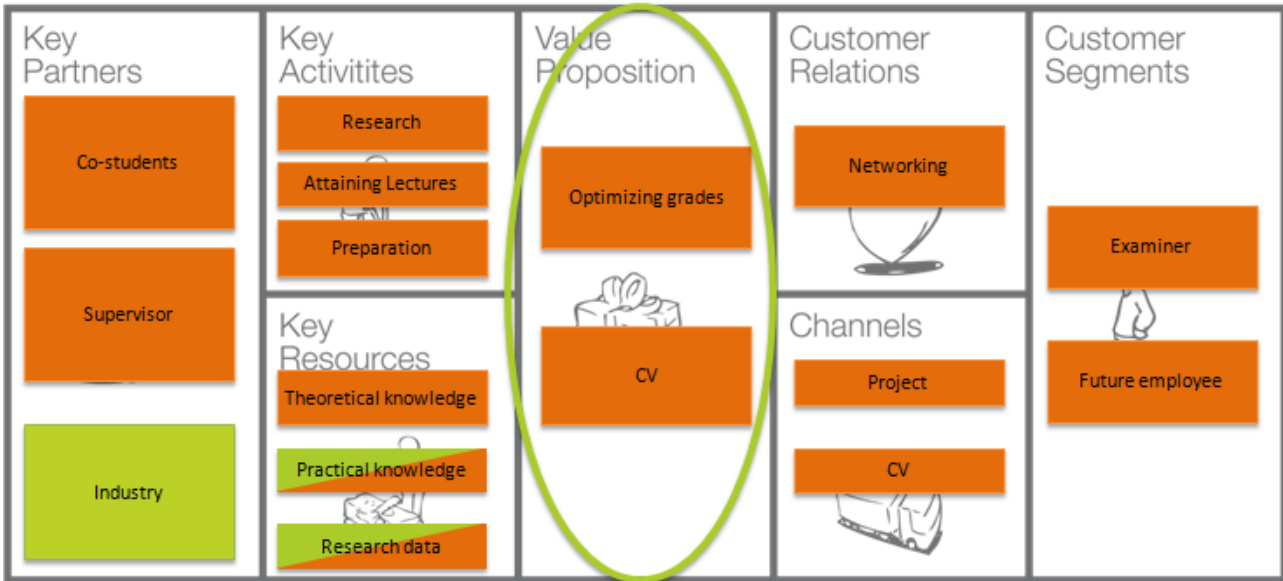 Key
Partners
Co-students
Supervisor
Industry
Key
Activitites
Research
Attaining Lectures
Preparation
Key
Resources
Theoretical knowledge
Practical knowledge
Research data
Value
Proposition
Optimizing grades
CV
Customer
Relations
Networking
Channels
Project
CV
Customer
Segments
Examiner
Future employee